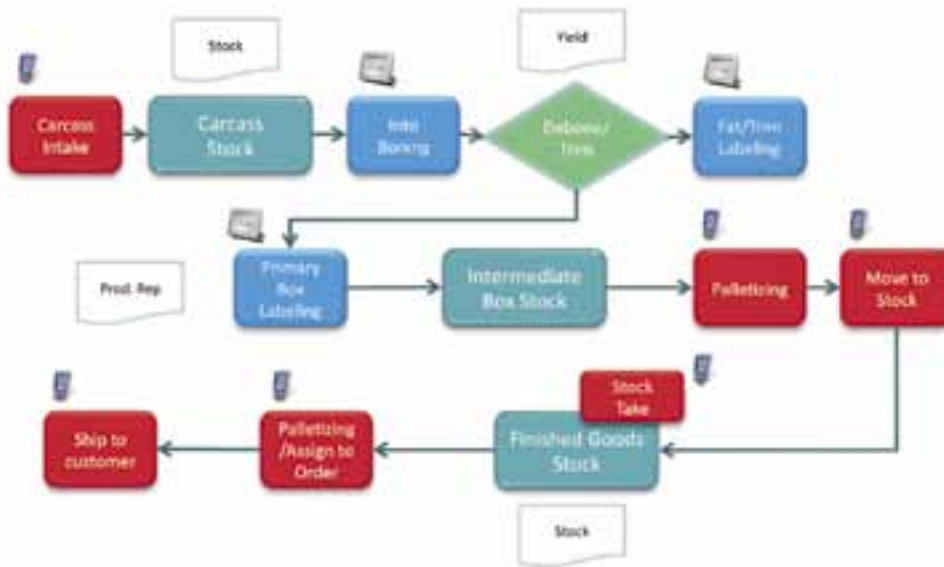 Stock
Yield
Carcass
Intake
Carcass
Stock
Into
Boning
Debone/
Trim
Fat/Trim
Labeling
Primary
Box
Labeling
Intermediate
Box Stock
Palletizing
Move to
Stock
Prod. Rep
Stock
Take
Ship to
customer
Palletizing
/Assign to
Order
Finished Goods
Stock
Stock